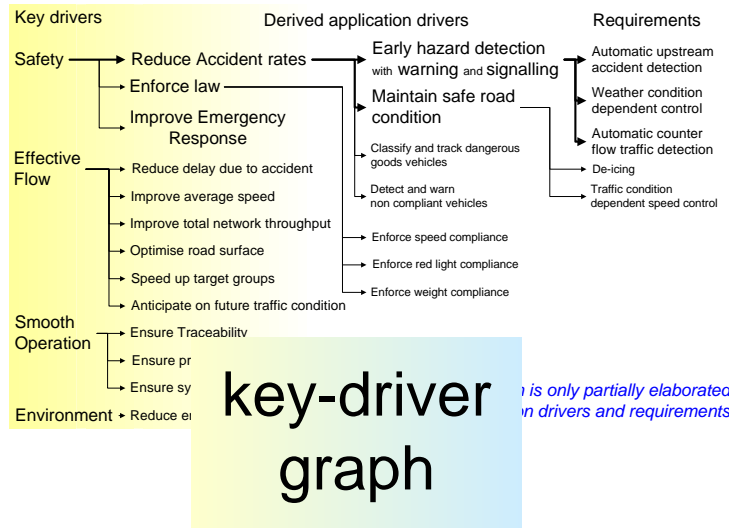 Key drivers
Derived application drivers
Requirements
Safety
Reduce Accident rates
Enforce law
Improve Emergency
Response
Early hazard detection
with warning and signalling
Maintain safe road
condition
Classify and track dangerous
goods vehicles
Detect and warn
non compliant vehicles
Enforce speed compliance
Enforce red light compliance
Enforce weight compliance
Automatic upstream
accident detection
Weather condition
dependent control
Automatic counter
flow traffic detection
De-icing
Traffic condition
dependent speed control
Effective
Flow
Reduce delay due to accident
Improve average speed
Improve total network throughput
Optimise road surface
Speed up target groups
Anticipate on future traffic condition
Smooth
Operation
Ensure Traceability
Ensure
Ensure
Environment
Reduce
is only partially elaborated
drivers and requirements
key-driver
graph